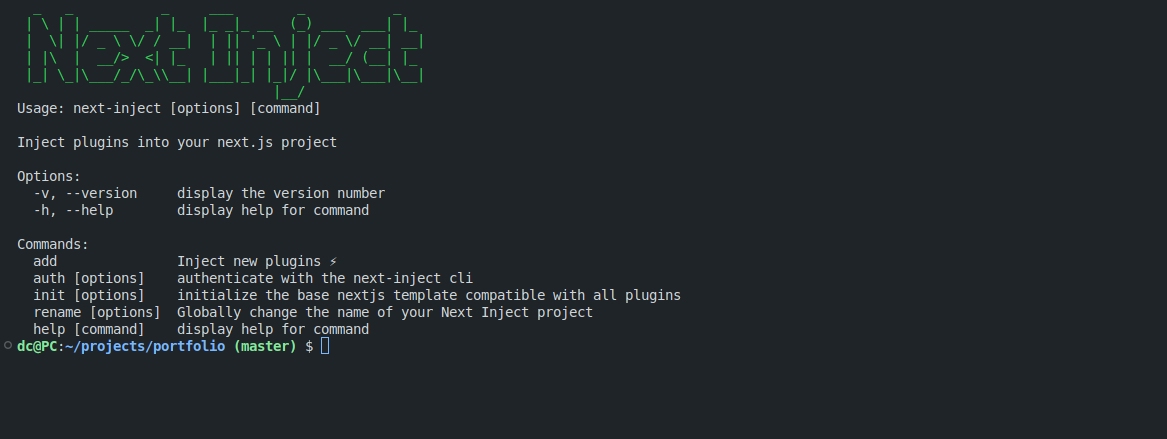 Next Inject
Usage: next-inject [options] [command]
Inject plugins into your next.js project
Options:
-v, --version     display the version number
-h, --help        display help for command
Commands:
add               Inject new plugins ⚡
auth [options]    authenticate with the next-inject cli
init [options]    initialize the base nextjs template compatible with all plugins
rename [options]  Globally change the name of your Next Inject project
help [command]    display help for command
dc@PC:~/projects/portfolio (master) $